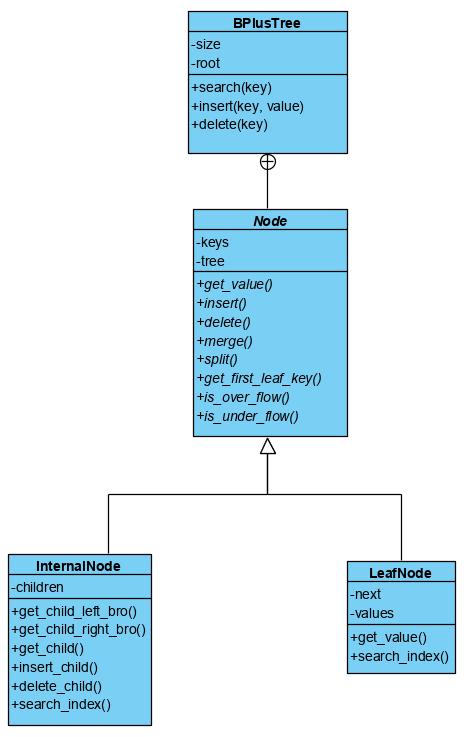 BPlusTree
-size
-root
+search(key)
+insert(key, value)
+delete(key)
Node
-keys
-tree
+get_value()
+insert()
+delete()
+merge()
+split()
+get_first_leaf_key()
+is_over_flow()
+is_under_flow()
InternalNode
-children
+get_child_left_bro()
+get_child_right_bro()
+get_child()
+insert_child()
+delete_child()
+search_index()
LeafNode
-next
-values
+get_value()
+search_index()